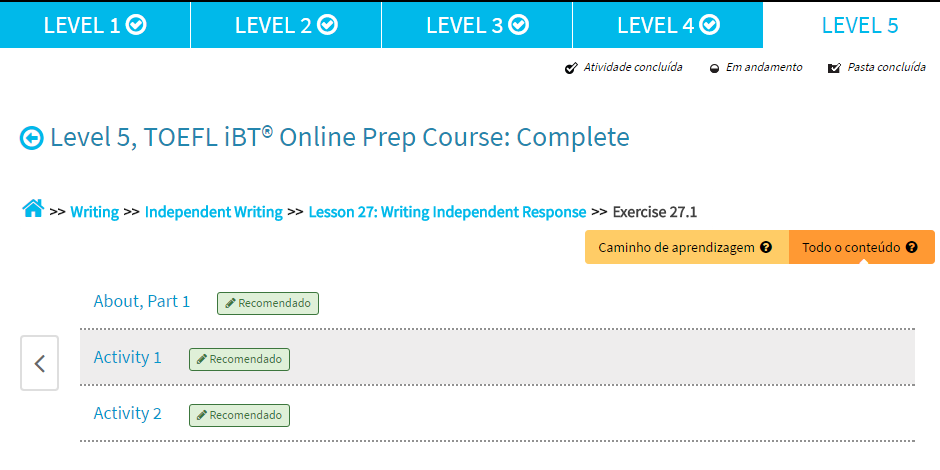 LEVEL 1 LEVEL 2 LEVEL 3 LEVEL 4 LEVEL 5
Atividade concluída Em andamento Pasta concluída
Level 5, TOEFL iBT® Online Prep Course: Complete
>> Writing >> Independent Writing >> Lesson 27: Writing Independent Response >> Exercise 27.1
Caminho de aprendizagem Todo o conteúdo
About, Part 1 Recomendado
Activity 1 Recomendado
Activity 2 Recomendado